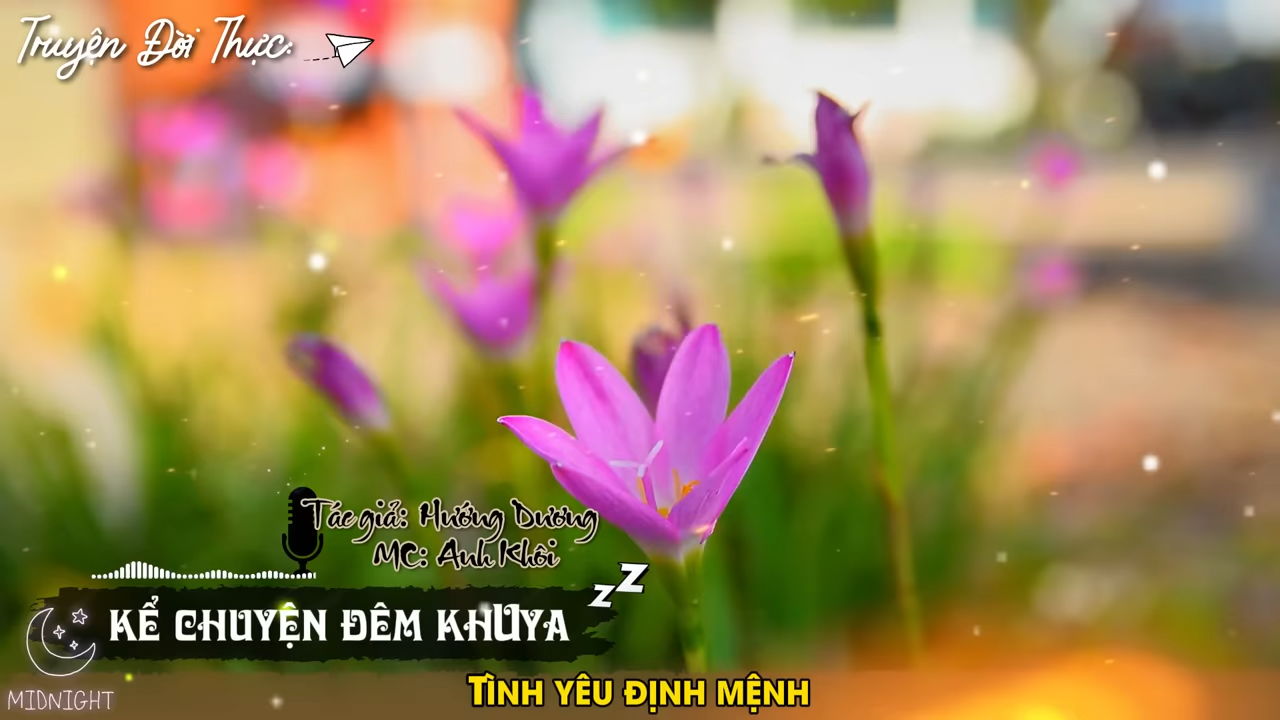 Truyện Đời Thực
Tác giả: Hướng Dương
MC: Anh Khôi
zZ
KỂ CHUYỆN ĐÊM KHUYA
MIDNIGHT
TÌNH YÊU ĐỊNH MỆNH